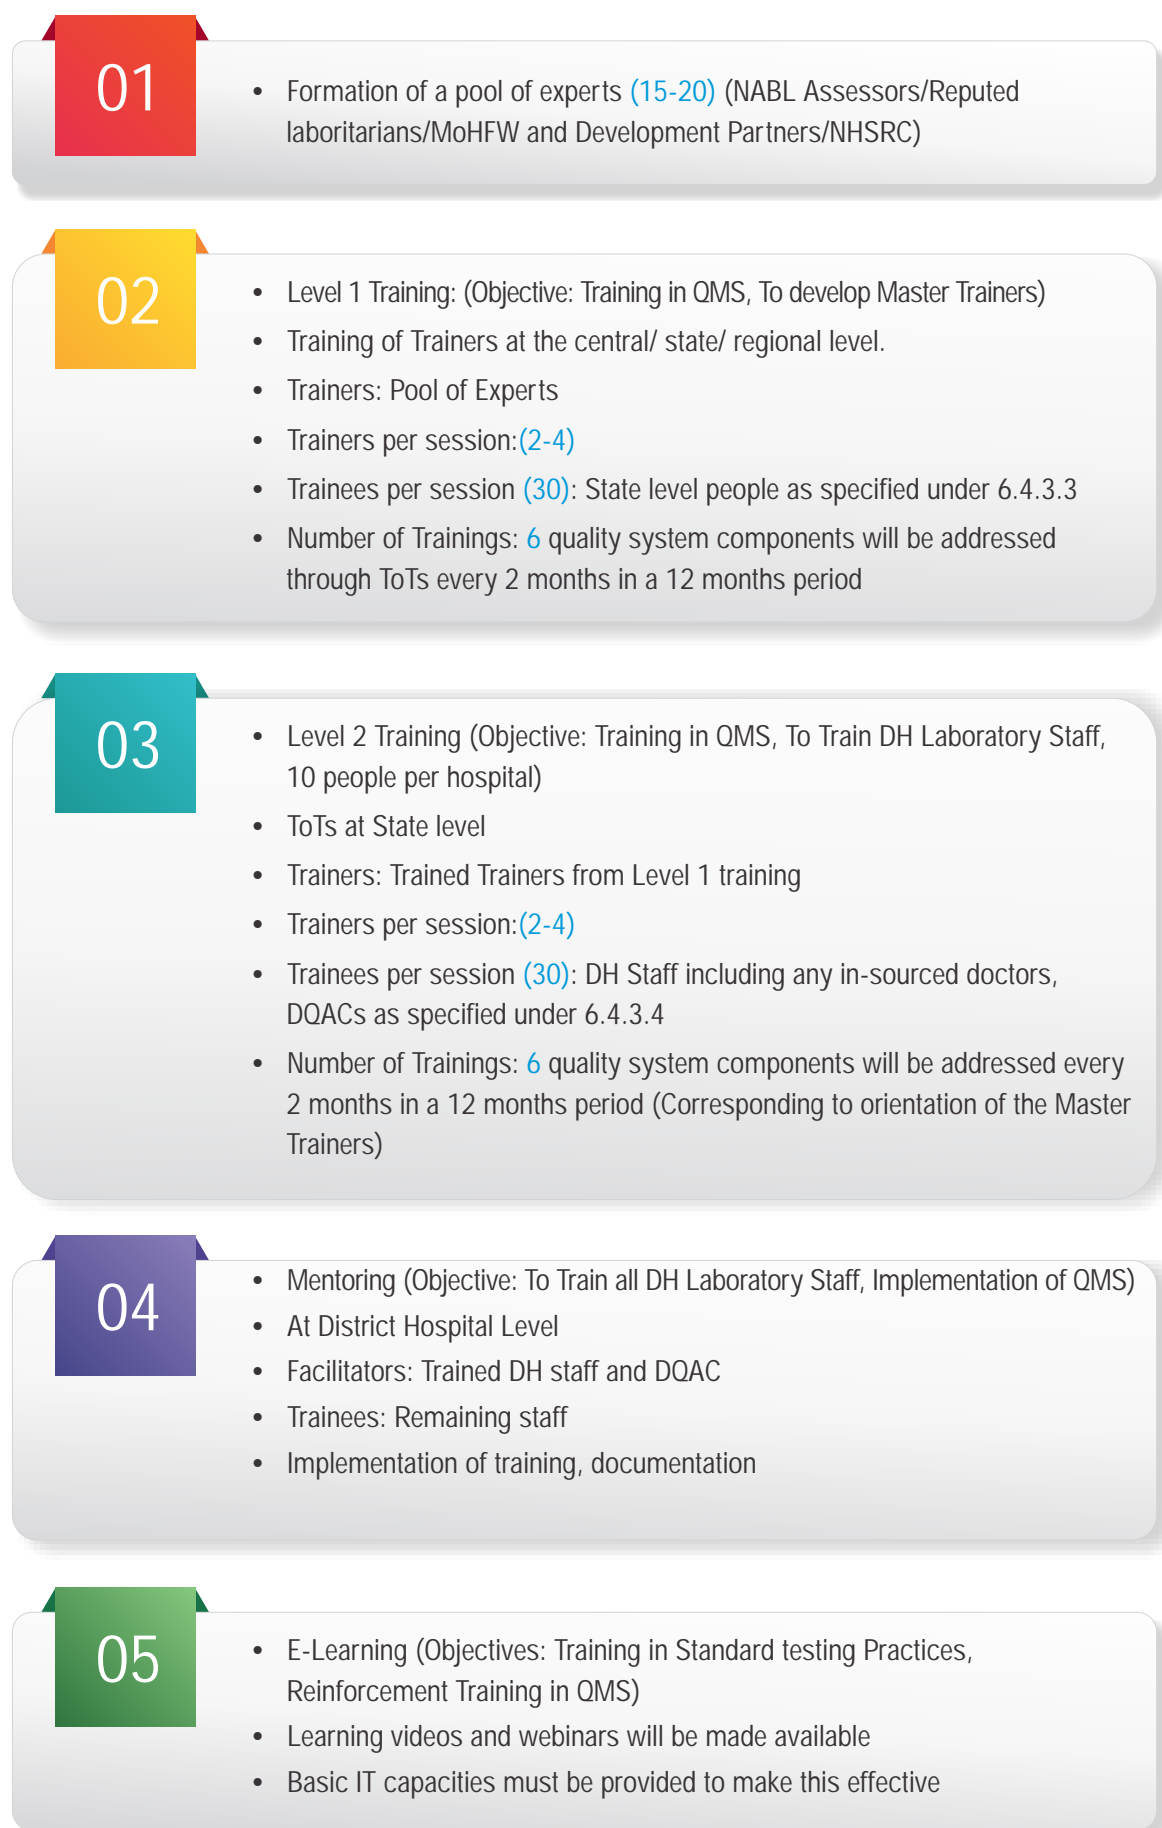 01
• Formation of a pool of experts (15-20) (NABL Assessors/Reputed
laboritarians/MoHFW and Development Partners/NHSRC)
02
• Level 1 Training: (Objective: Training in QMS, To develop Master Trainers)
• Training of Trainers at the central/ state/ regional level.
• Trainers: Pool of Experts
• Trainers per session:(2-4)
• Trainees per session (30): State level people as specified under 6.4.3.3
• Number of Trainings: 6 quality system components will be addressed
through ToTs every 2 months in a 12 months period
03
• Level 2 Training (Objective: Training in QMS, To Train DH Laboratory Staff,
10 people per hospital)
• ToTs at State level
• Trainers: Trained Trainers from Level 1 training
• Trainers per session:(2-4)
• Trainees per session (30): DH Staff including any in-sourced doctors,
DQACs as specified under 6.4.3.4
• Number of Trainings: 6 quality system components will be addressed every
2 months in a 12 months period (Corresponding to orientation of the Master
Trainers)
04
• Mentoring (Objective: To Train all DH Laboratory Staff, Implementation of QMS)
• At District Hospital Level
• Facilitators: Trained DH staff and DQAC
• Trainees: Remaining staff
• Implementation of training, documentation
05
• E-Learning (Objectives: Training in Standard testing Practices,
Reinforcement Training in QMS)
• Learning videos and webinars will be made available
• Basic IT capacities must be provided to make this effective